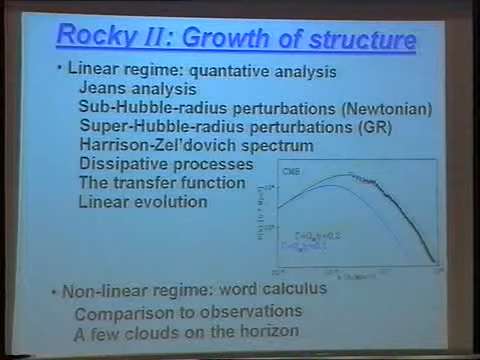 Rocky II: Growth of structure
• Linear regime: quantative analysis
Jeans analysis
Sub-Hubble-radius perturbations (Newtonian)
Super-Hubble-radius perturbations (GR)
Harrison-Zel'dovich spectrum
Dissipative processes
The transfer function
Linear evolution
CMB
• Non-linear regime: word calculus
Comparison to observations
A few clouds on the horizon